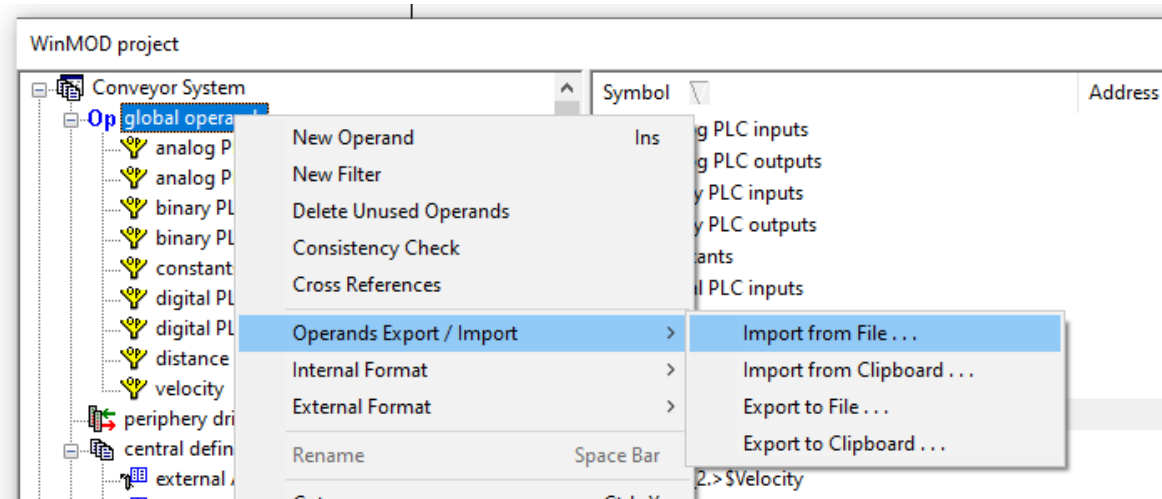 WinMOD project
Conveyor System
Op global operan
analog P
analog P
binary PL
binary PL
constant
digital PL
digital PL
distance
velocity
periphery dri
central defin
external
New Operand Ins
New Filter
Delete Unused Operands
Consistency Check
Cross References
Operands Export / Import
Internal Format
External Format
Rename Space Bar
Import from File . . .
Import from Clipboard . . .
Export to File . . .
Export to Clipboard . . .
Symbol Address
g PLC inputs
g PLC outputs
y PLC inputs
y PLC outputs
tants
l PLC inputs
2.>$Velocity